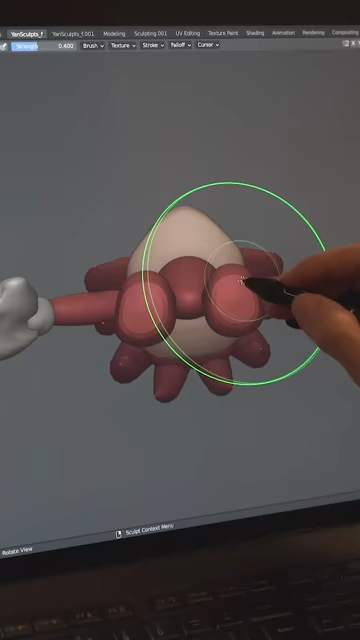 YanSculpts_f YanSculpts_f.001 Modeling Sculpting.001 UV Editing Texture Paint Shading Animation Rendering Compositing
Strength 0.400 Brush Texture Stroke Falloff Cursor
Sculpt Context Menu
Rotate View